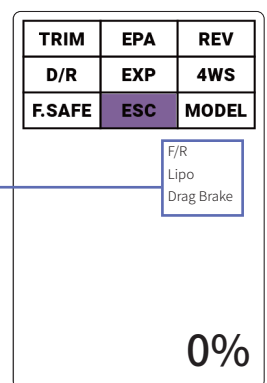 TRIM EPA REV
D/R EXP 4WS
F.SAFE ESC MODEL
F/R
Lipo
Drag Brake
0%